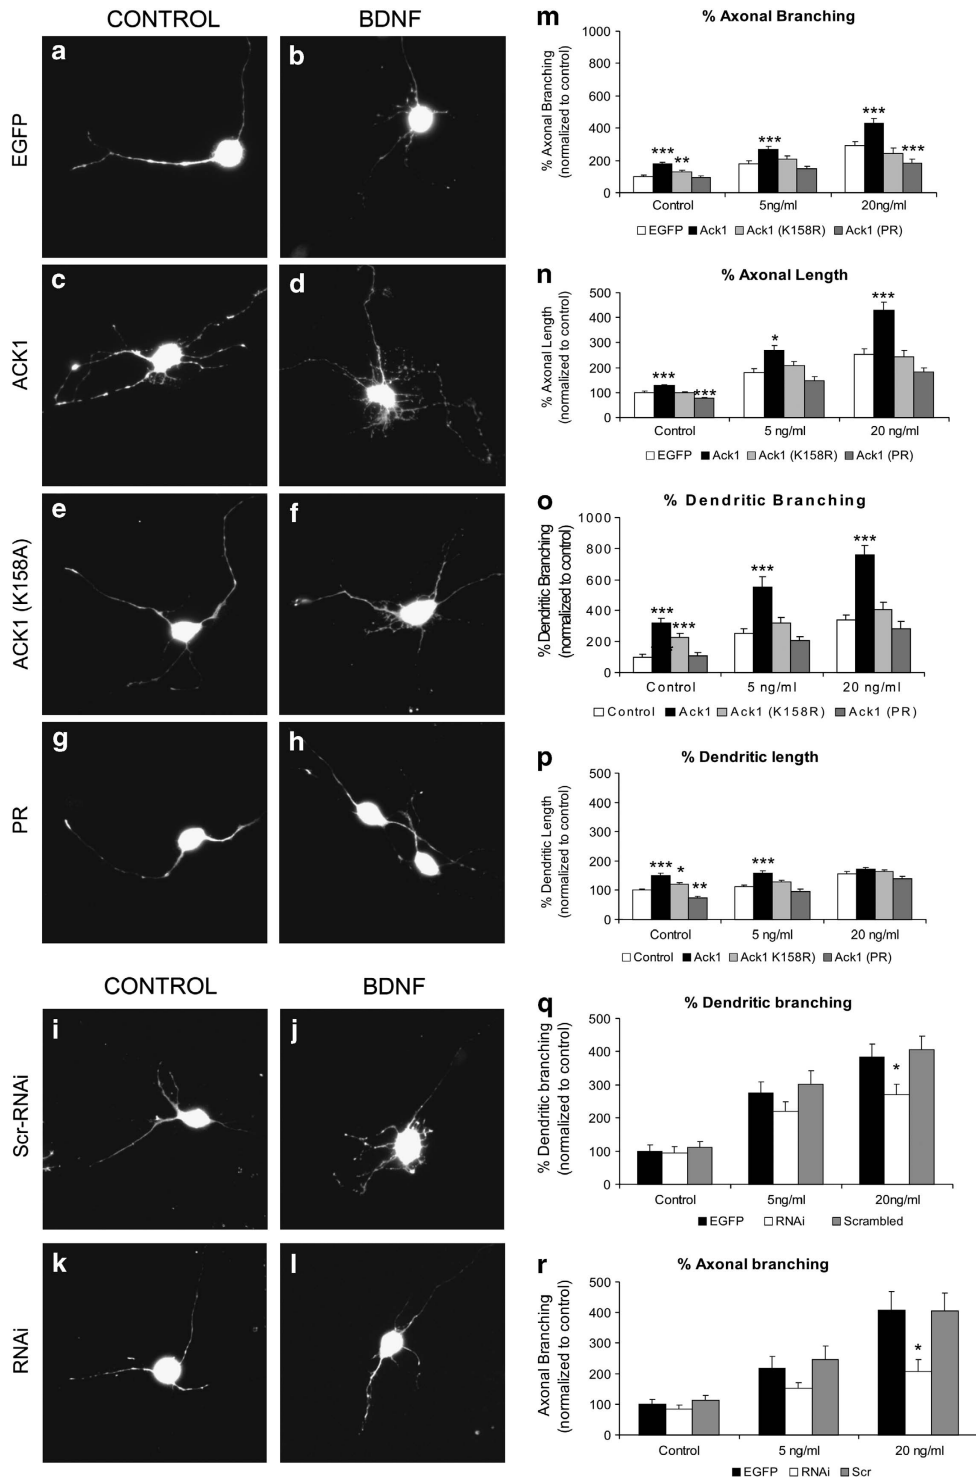 CONTROL BDNF
EGFP
a b
ACK1
c d
ACK1 (K158A)
e f
PR
g h
CONTROL BDNF
Scr-RNAi
i j
RNAi
k l
m
% Axonal Branching
% Axonal Branching
(normalized to control)
1000
800
600
400
200
0
*** ** *** *** ***
Control 5ng/ml 20ng/ml
EGFP Ack1 Ack1 (K158R) Ack1 (PR)
n
% Axonal Length
% Axonal Length
(normalized to control)
500
400
300
200
100
0
*** *** * ***
Control 5 ng/ml 20 ng/ml
EGFP Ack1 Ack1 (K158R) Ack1 (PR)
o
% Dendritic Branching
% Dendritic Branching
(normalized to control)
1000
800
600
400
200
0
*** *** *** ***
Control 5 ng/ml 20 ng/ml
Control Ack1 Ack1 (K158R) Ack1 (PR)
p
% Dendritic length
% Dendritic Length
(normalized to control)
500
400
300
200
100
0
*** * ** ***
Control 5 ng/ml 20 ng/ml
Control Ack1 Ack1 K158R) Ack1 (PR)
q
% Dendritic branching
% Dendritic branching
(normalized to control)
500
400
300
200
100
0
*
Control 5ng/ml 20ng/ml
EGFP RNAi Scrambled
r
% Axonal branching
Axonal Branching
(normalized to control)
500
400
300
200
100
0
*
Control 5 ng/ml 20 ng/ml
EGFP RNAi Scr